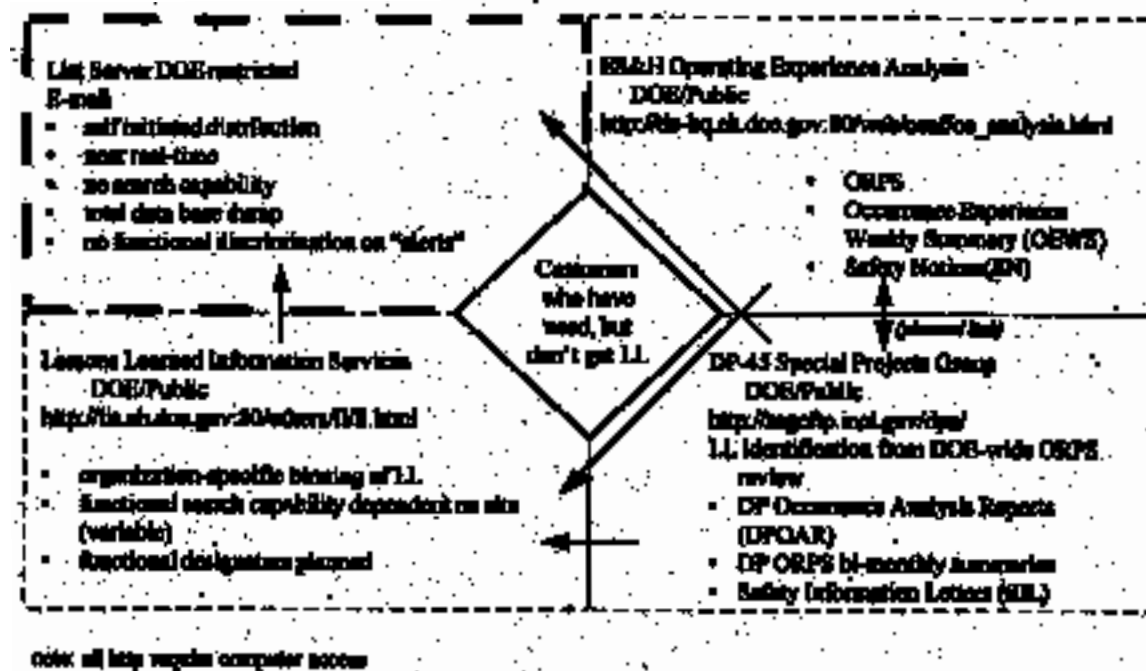 List Server DOE-restricted
E-mail
• self initiated distribution
• near real-time
• no search capability
• total data base dump
• no functional discrimination on "alerts"
ES&H Operating Experience Analysis
DOE/Public
• ORPS
• Occurrence Experience
Weekly Summary (OEWS)
• Safety Notices(SN)
Customers
who have
need, but
don't get LL
Lessons Learned Information Services
DOE/Public
• organization-specific binning of LL
• functional search capability dependent on site
(variable)
• functional designators planned
DP-45 Special Projects Group
DOE/Public
LL identification from DOE-wide ORPS
review
• DP Occurrence Analysis Reports
(DPOAR)
• DP ORPS bi-monthly summaries
• Safety Information Letters (SIL)
note: all http require computer access